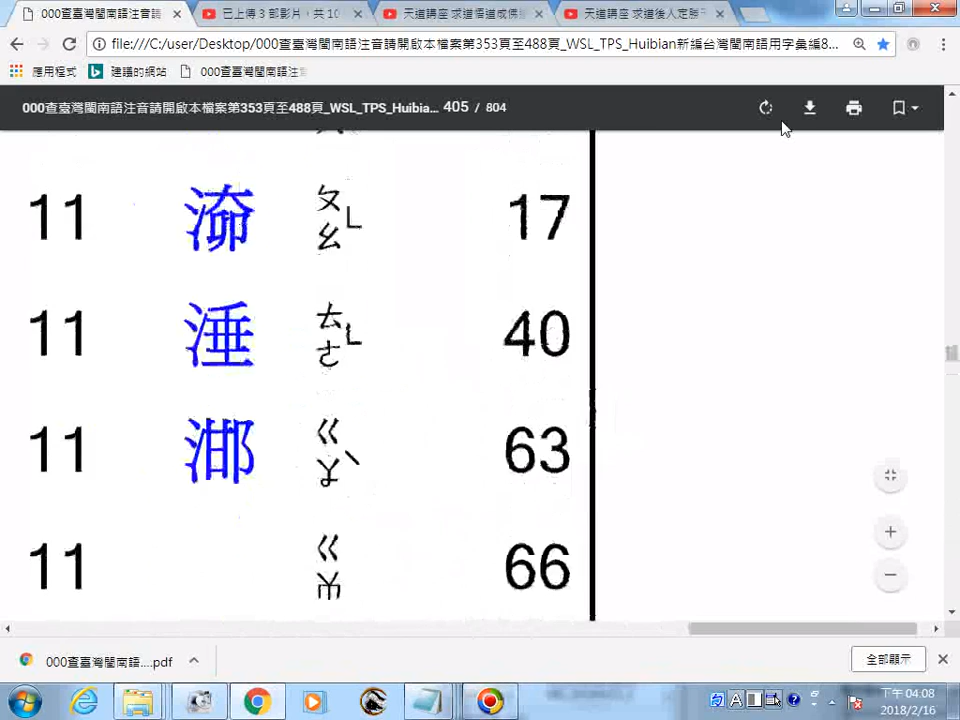 000查臺灣閩南語注音請
已上傳 3 部影片，共 10
天道講座 求道悟道成佛
天道講座 求道後人定勝
file:///C:/user/Desktop/000查臺灣閩南語注音請開啟本檔案第353頁至488頁_WSL_TPS_Huibian新編台灣閩南語用字彙編8...
應用程式 建議的網站 000查臺灣閩南語注音
000查臺灣閩南語注音請開啟本檔案第353頁至488頁_WSL_TPS_Huibia... 405 / 804
11 ㄆㄠ 17
11 涶 ㄊㄜ 40
11 ㄍㄚˋ 63
11 ㄍ 66
000查臺灣閩南語....pdf 全部顯示
下午 04:08
2018/2/16